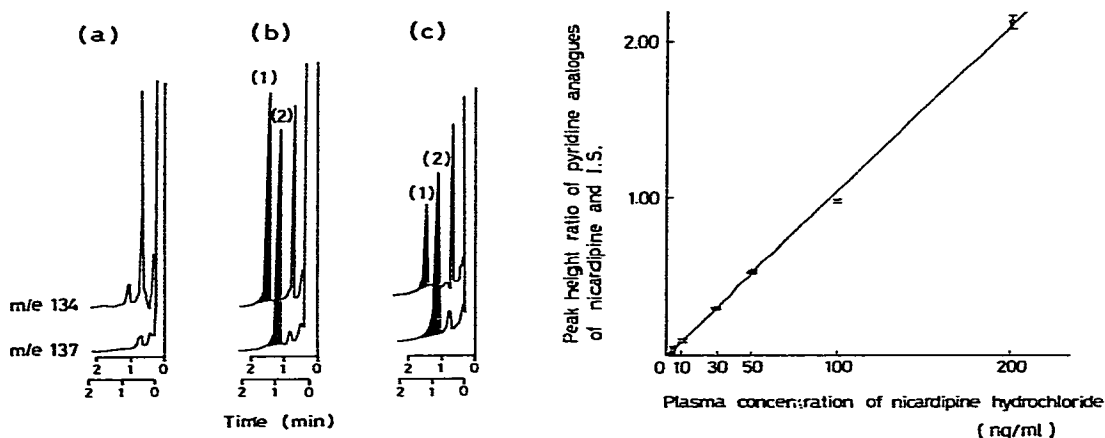 (a) (b) (c)
(1)
(2)
(2)
(1)
m/e 134
m/e 137
2 1 0 2 1 0 2 1 0
2 1 0 2 1 0 2 1 0
Time (min)
Peak height ratio of pyridine analogues
of nicardipine and I.S.
2.00
1.00
0 10 30 50 100 200
Plasma concentration of nicardipine hydrochloride
(ng/ml)